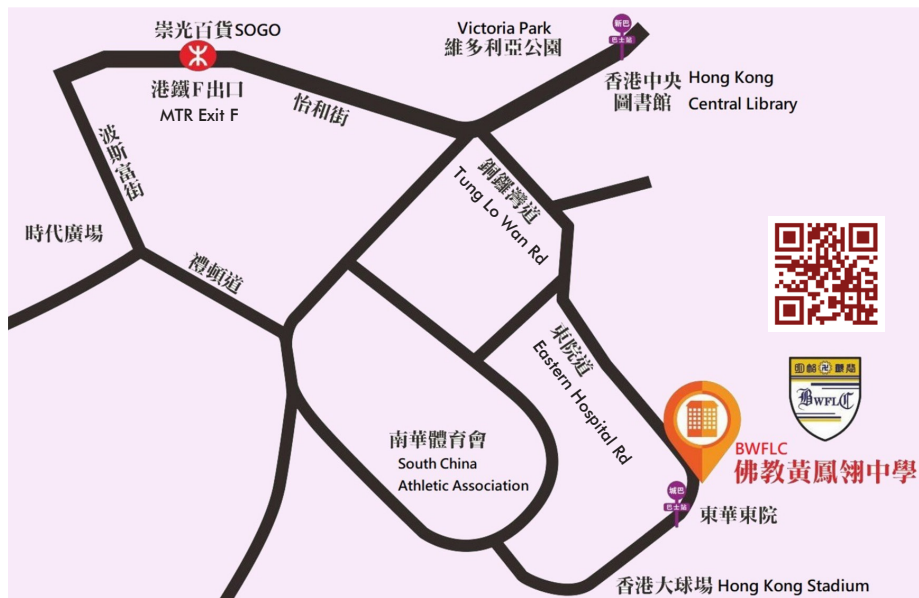 崇光百貨SOGO
港鐵F出口
MTR Exit F
怡和街
Victoria Park
維多利亞公園
新巴
巴士站
香港中央
圖書館
Hong Kong
Central Library
波斯富街
時代廣場
禮頓道
銅鑼灣道
Tung Lo Wan Rd
東院道
Eastern Hospital Rd
南華體育會
South China
Athletic Association
BWFLC
BWFLC
佛教黃鳳翎中學
城巴
巴士站
東華東院
香港大球場 Hong Kong Stadium